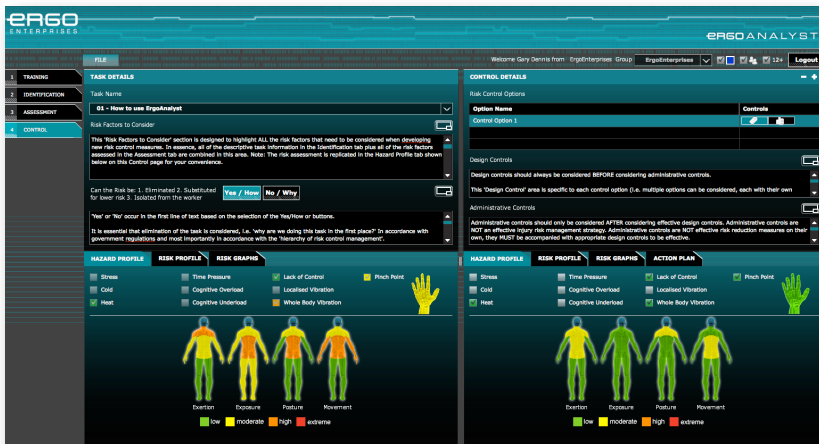 ERGO
ENTERPRISES
ERGOANALYST
FILE
Welcome Gary Dennis from ErgoEnterprises Group
ErgoEnterprises
12+
Logout
1 TRAINING
2 IDENTIFICATION
3 ASSESSMENT
4 CONTROL
TASK DETAILS
Task Name
01 - How to use ErgoAnalyst
Risk Factors to Consider
This 'Risk Factors to Consider' section is designed to highlight ALL the risk factors that need to be considered when developing
new risk control measures. In essence, all of the descriptive task information in the Identification tab plus all of the risk factors
assessed in the Assessment tab are combined in this area. Note: The risk assessment is replicated in the Hazard Profile tab shown
below on this Control page for your convenience.
Can the Risk be: 1. Eliminated 2. Substituted
for lower risk 3. Isolated from the worker
Yes / How
No / Why
'Yes' or 'No' occur in the first line of text based on the selection of the Yes/How or buttons.
It is essential that elimination of the task is considered, i.e. 'why are we doing this task in the first place?' In accordance with
government regulations and most importantly in accordance with the 'hierarchy of risk control management'.
HAZARD PROFILE
RISK PROFILE
RISK GRAPHS
Stress
Time Pressure
Lack of Control
Pinch Point
Cold
Cognitive Overload
Localised Vibration
Heat
Cognitive Underload
Whole Body Vibration
Exertion
Exposure
Posture
Movement
low
moderate
high
extreme
CONTROL DETAILS
Risk Control Options
Option Name
Controls
Control Option 1
Design Controls
Design controls should always be considered BEFORE considering administrative controls.
This 'Design Control' area is specific to each control option (i.e. multiple options can be considered, each with their own
Administrative Controls
Administrative controls should only be considered AFTER considering effective design controls. Administrative controls are
NOT an effective injury risk management strategy. Administrative controls are NOT effective risk reduction measures on their
own, they MUST be accompanied with appropriate design controls to be effective.
HAZARD PROFILE
RISK PROFILE
RISK GRAPHS
ACTION PLAN
Stress
Time Pressure
Lack of Control
Pinch Point
Cold
Cognitive Overload
Localised Vibration
Heat
Cognitive Underload
Whole Body Vibration
Exertion
Exposure
Posture
Movement
low
moderate
high
extreme